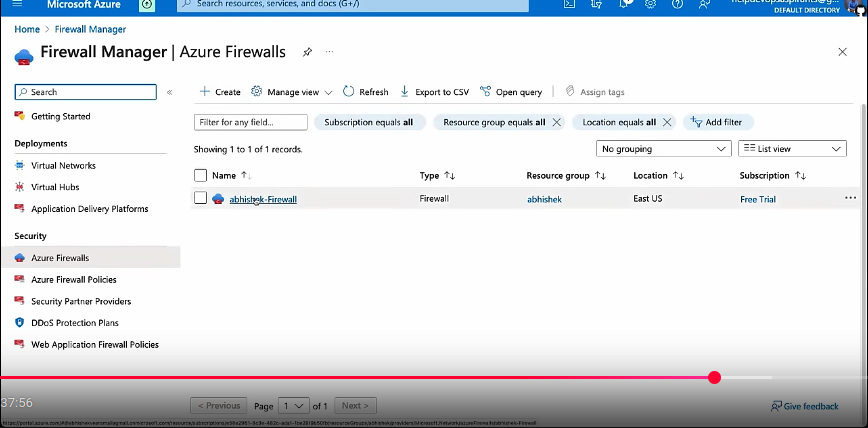 Microsoft Azure
Search resources, services, and docs (G+/)
DEFAULT DIRECTORY
Home > Firewall Manager
Firewall Manager | Azure Firewalls
Search
Getting Started
Deployments
Virtual Networks
Virtual Hubs
Application Delivery Platforms
Security
Azure Firewalls
Azure Firewall Policies
Security Partner Providers
DDoS Protection Plans
Web Application Firewall Policies
Create Manage view Refresh Export to CSV Open query Assign tags
Filter for any field... Subscription equals all Resource group equals all Location equals all Add filter
Showing 1 to 1 of 1 records. No grouping List view
Name Type Resource group Location Subscription
abhishek-Firewall Firewall abhishek East US Free Trial
37:56
< Previous Page 1 of 1 Next > Give feedback